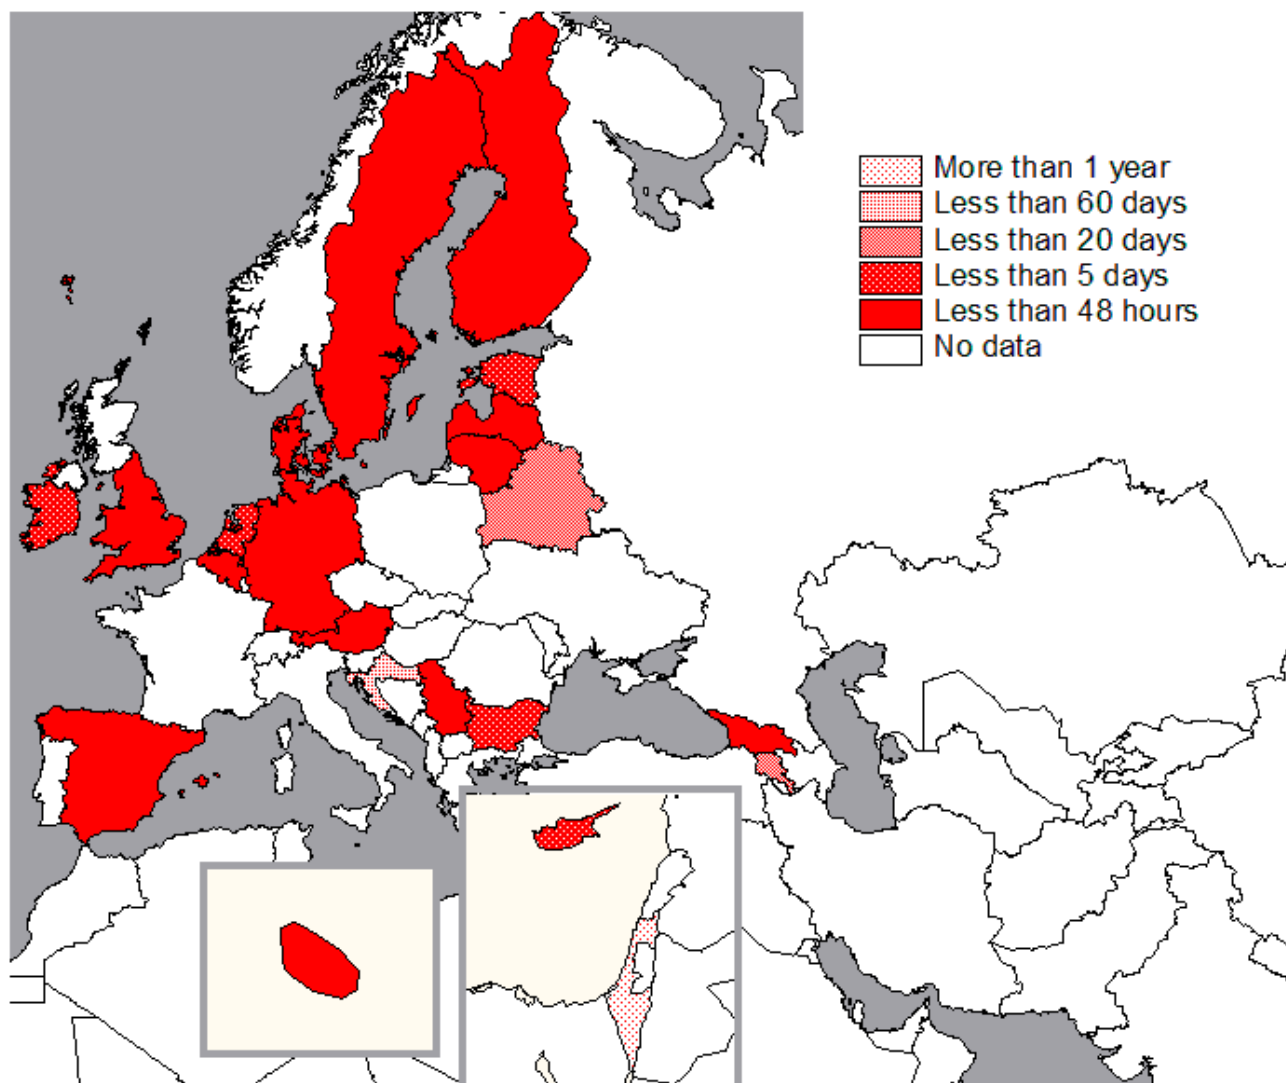 More than 1 year
Less than 60 days
Less than 20 days
Less than 5 days
Less than 48 hours
No data